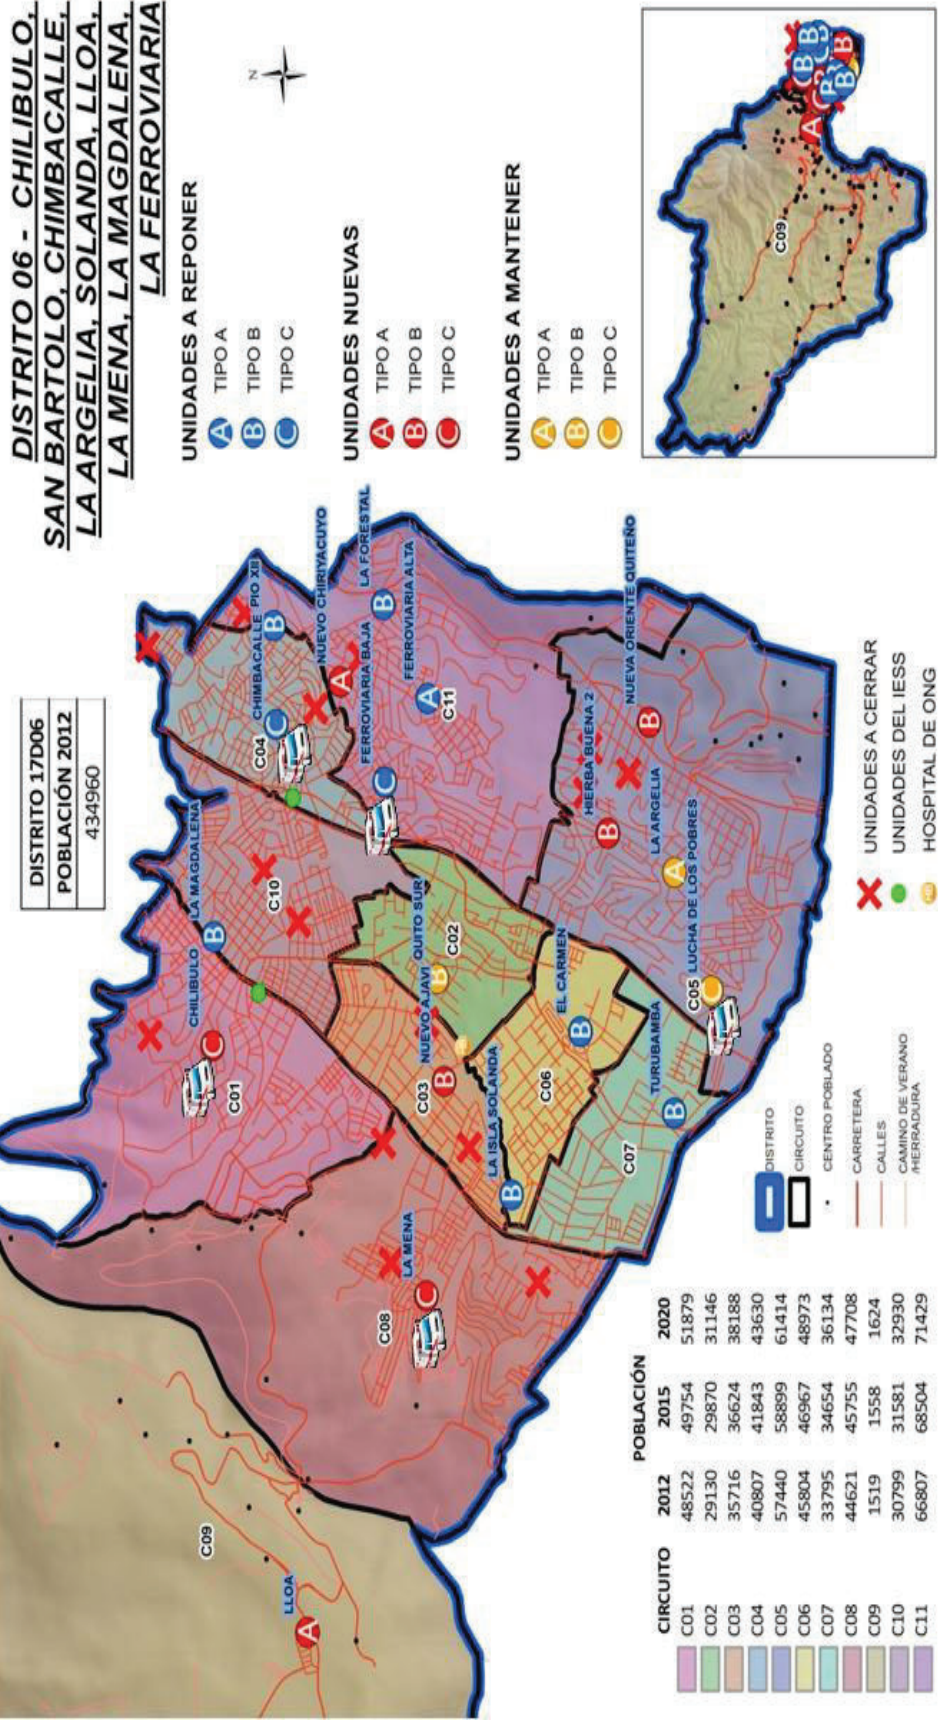 DISTRITO 06 - CHILIBULO,
SAN BARTOLO, CHIMBACALLE,
LA ARGELIA, SOLANDA, LLOA,
LA MENA, LA MAGDALENA,
LA FERROVIARIA
N
UNIDADES A REPONER
A TIPO A
B TIPO B
C TIPO C
UNIDADES NUEVAS
A TIPO A
B TIPO B
C TIPO C
UNIDADES A MANTENER
A TIPO A
B TIPO B
C TIPO C
C09
DISTRITO 17D06
POBLACIÓN 2012
434960
CHILIBULO
LA MAGDALENA
CHIMBACALLE
PIO XII
NUEVO CHIRIYACUYO
LA FORESTAL
FERROVIARIA BAJA
FERROVIARIA ALTA
C04
C10
C11
C01
QUITO SUR
C02
NUEVO AJAVI
C03
HIERBA BUENA 2
NUEVA ORIENTE QUITEÑO
LA ARGELIA
LUCHA DE LOS POBRES
C05
EL CARMEN
C06
LA ISLA SOLANDA
TURUBAMBA
C07
LA MENA
C08
C09
LLOA
A
UNIDADES A CERRAR
UNIDADES DEL IESS
HOSPITAL DE ONG
DISTRITO
CIRCUITO
CENTRO POBLADO
CARRETERA
CALLES
CAMINO DE VERANO
/HERRADURA
POBLACIÓN
CIRCUITO 2012 2015 2020
C01 48522 49754 51879
C02 29130 29870 31146
C03 35716 36624 38188
C04 40807 41843 43630
C05 57440 58899 61414
C06 45804 46967 48973
C07 33795 34654 36134
C08 44621 45755 47708
C09 1519 1558 1624
C10 30799 31581 32930
C11 66807 68504 71429